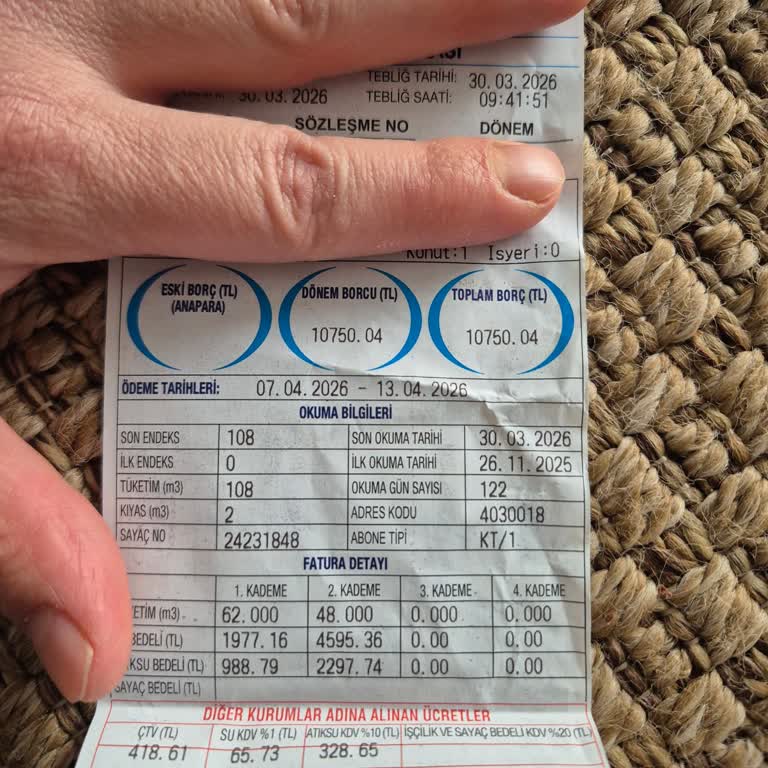 TEBLİĞ TARİHİ: 30.03.2026
30.03.2026 TEBLİĞ SAATİ: 09:41:51
SÖZLEŞME NO DÖNEM
Konut:1 Isyeri:0
ESKİ BORÇ (TL) DÖNEM BORCU (TL) TOPLAM BORÇ (TL)
(ANAPARA)
10750.04 10750.04
ÖDEME TARİHLERİ: 07.04.2026 - 13.04.2026
OKUMA BİLGİLERİ
SON ENDEKS 108 SON OKUMA TARİHİ 30.03.2026
İLK ENDEKS 0 İLK OKUMA TARİHİ 26.11.2025
TÜKETİM (m3) 108 OKUMA GÜN SAYISI 122
KIYAS (m3) 2 ADRES KODU 4030018
SAYAÇ NO 24231848 ABONE TİPİ KT/1
FATURA DETAYI
1. KADEME 2. KADEME 3. KADEME 4. KADEME
ETİM (m3) 62.000 48.000 0.000 0.000
BEDELİ (TL) 1977.16 4595.36 0.00 0.00
KSU BEDELİ (TL) 988.79 2297.74 0.00 0.00
SAYAÇ BEDELİ (TL)
DİĞER KURUMLAR ADINA ALINAN ÜCRETLER
ÇTV (TL) SU KDV %1 (TL) ATIKSU KDV %10 (TL) İŞÇİLİK VE SAYAÇ BEDELİ KDV %20 (TL)
418.61 65.73 328.65